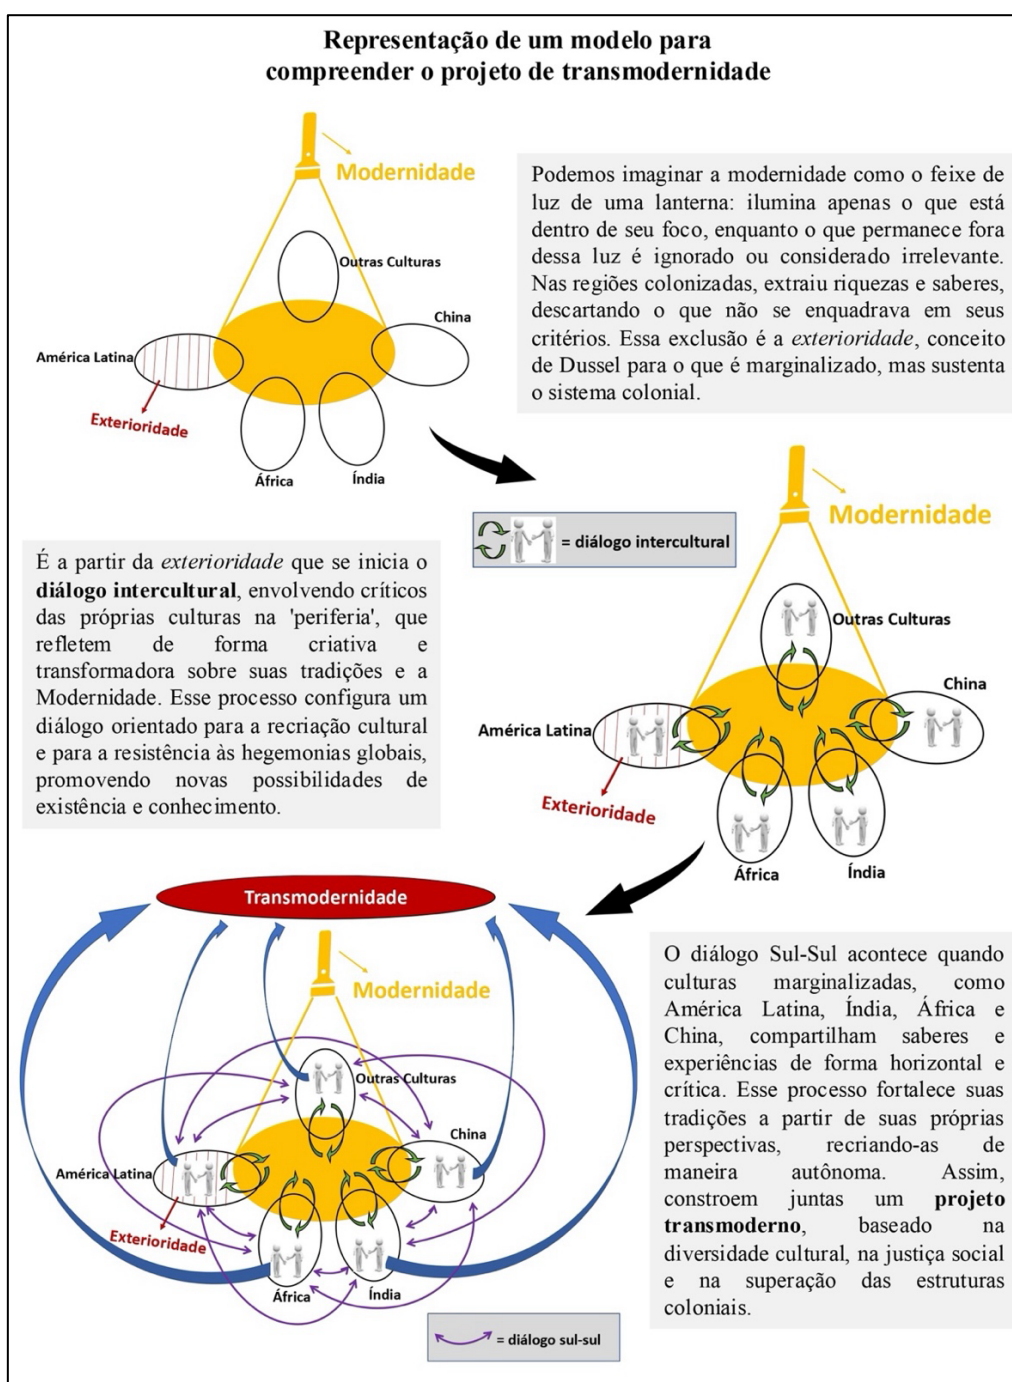 Representação de um modelo para
compreender o projeto de transmodernidade
Modernidade
Outras Culturas
China
América Latina
Exterioridade
África
Índia
Podemos imaginar a modernidade como o feixe de
luz de uma lanterna: ilumina apenas o que está
dentro de seu foco, enquanto o que permanece fora
dessa luz é ignorado ou considerado irrelevante.
Nas regiões colonizadas, extraiu riquezas e saberes,
descartando o que não se enquadrava em seus
critérios. Essa exclusão é a exterioridade, conceito
de Dussel para o que é marginalizado, mas sustenta
o sistema colonial.
= diálogo intercultural
É a partir da exterioridade que se inicia o
diálogo intercultural, envolvendo críticos
das próprias culturas na 'periferia', que
refletem de forma criativa e
transformadora sobre suas tradições e a
Modernidade. Esse processo configura um
diálogo orientado para a recriação cultural
e para a resistência às hegemonias globais,
promovendo novas possibilidades de
existência e conhecimento.
Modernidade
Outras Culturas
China
América Latina
Exterioridade
África
Índia
Transmodernidade
Modernidade
Outras Culturas
China
América Latina
Exterioridade
África
Índia
= diálogo sul-sul
O diálogo Sul-Sul acontece quando
culturas marginalizadas, como
América Latina, Índia, África e
China, compartilham saberes e
experiências de forma horizontal e
crítica. Esse processo fortalece suas
tradições a partir de suas próprias
perspectivas, recriando-as de
maneira autônoma. Assim,
constroem juntas um projeto
transmoderno, baseado na
diversidade cultural, na justiça social
e na superação das estruturas
coloniais.